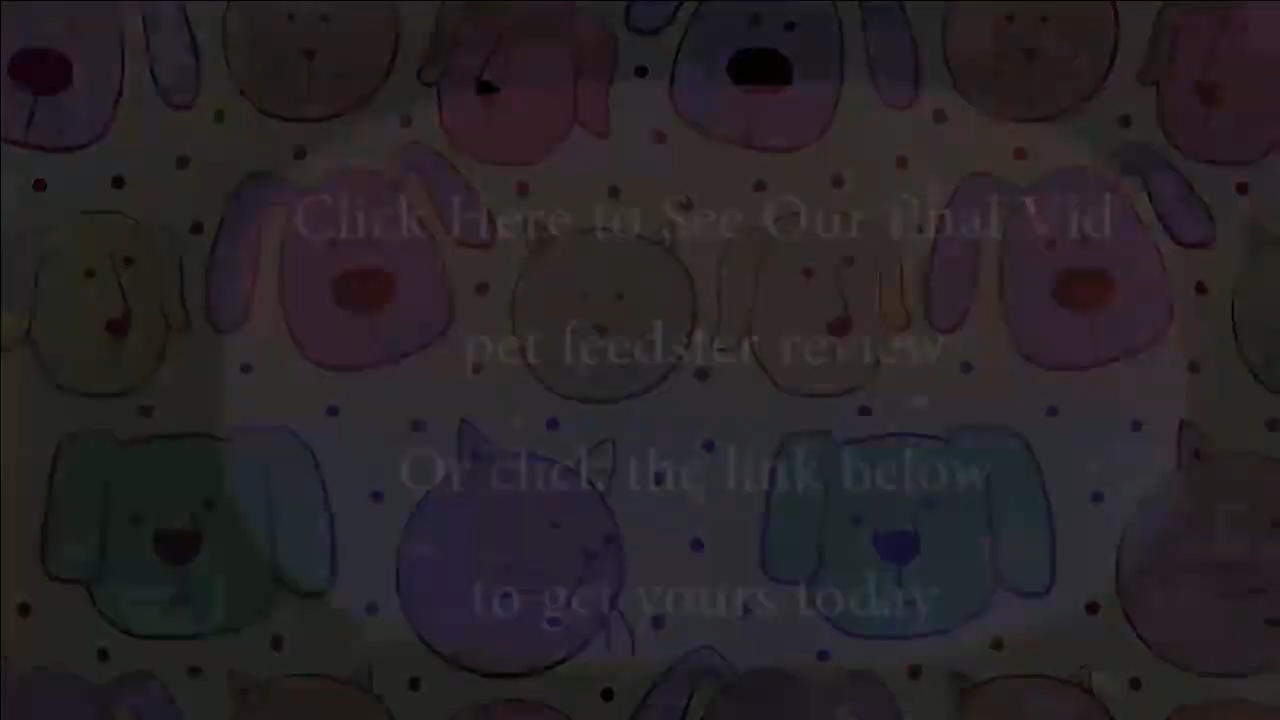 Click Here to See Our final Vid
pet feedster review
Or click the link below
to get yours today